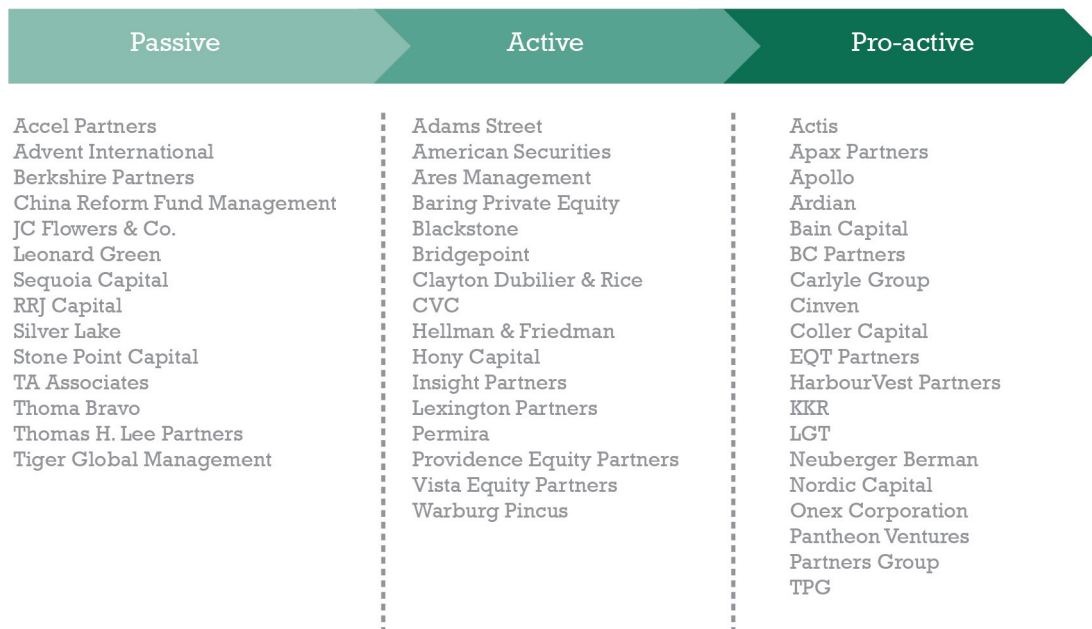 Passive
Active
Pro-active
Accel Partners
Advent International
Berkshire Partners
China Reform Fund Management
JC Flowers & Co.
Leonard Green
Sequoia Capital
RRJ Capital
Silver Lake
Stone Point Capital
TA Associates
Thoma Bravo
Thomas H. Lee Partners
Tiger Global Management
Adams Street
American Securities
Ares Management
Baring Private Equity
Blackstone
Bridgepoint
Clayton Dubilier & Rice
CVC
Hellman & Friedman
Hony Capital
Insight Partners
Lexington Partners
Permira
Providence Equity Partners
Vista Equity Partners
Warburg Pincus
Actis
Apax Partners
Apollo
Ardian
Bain Capital
BC Partners
Carlyle Group
Cinven
Coller Capital
EQT Partners
HarbourVest Partners
KKR
LGT
Neuberger Berman
Nordic Capital
Onex Corporation
Pantheon Ventures
Partners Group
TPG